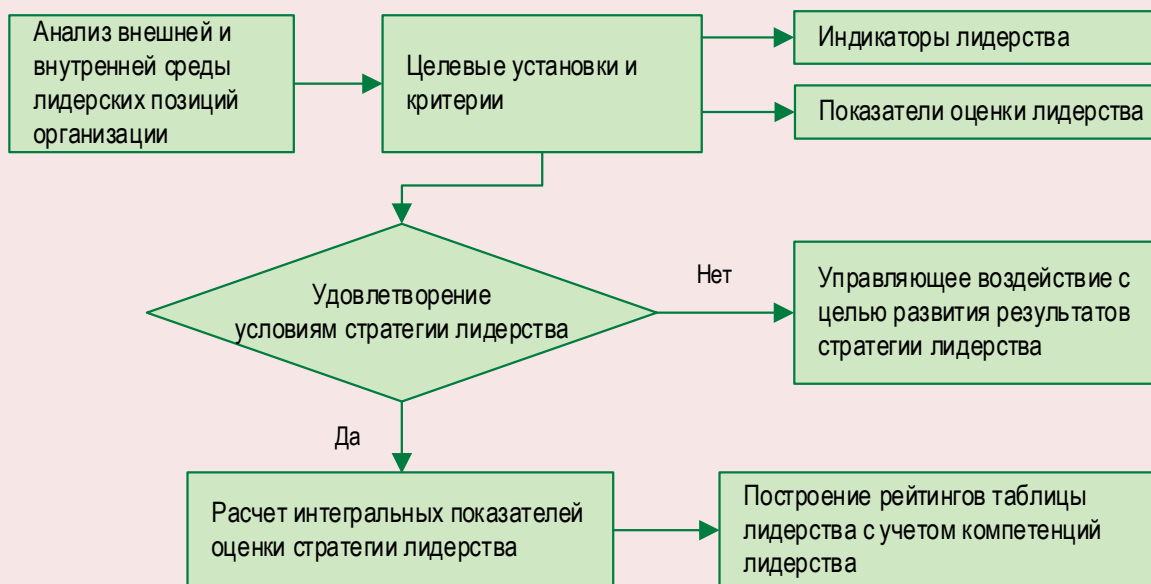 Анализ внешней и
внутренней среды
лидерских позиций
организации
Целевые установки и
критерии
Индикаторы лидерства
Показатели оценки лидерства
Удовлетворение
условиям стратегии лидерства
Нет
Управляющее воздействие с
целью развития результатов
стратегии лидерства
Да
Расчет интегральных показателей
оценки стратегии лидерства
Построение рейтингов таблицы
лидерства с учетом компетенций
лидерства